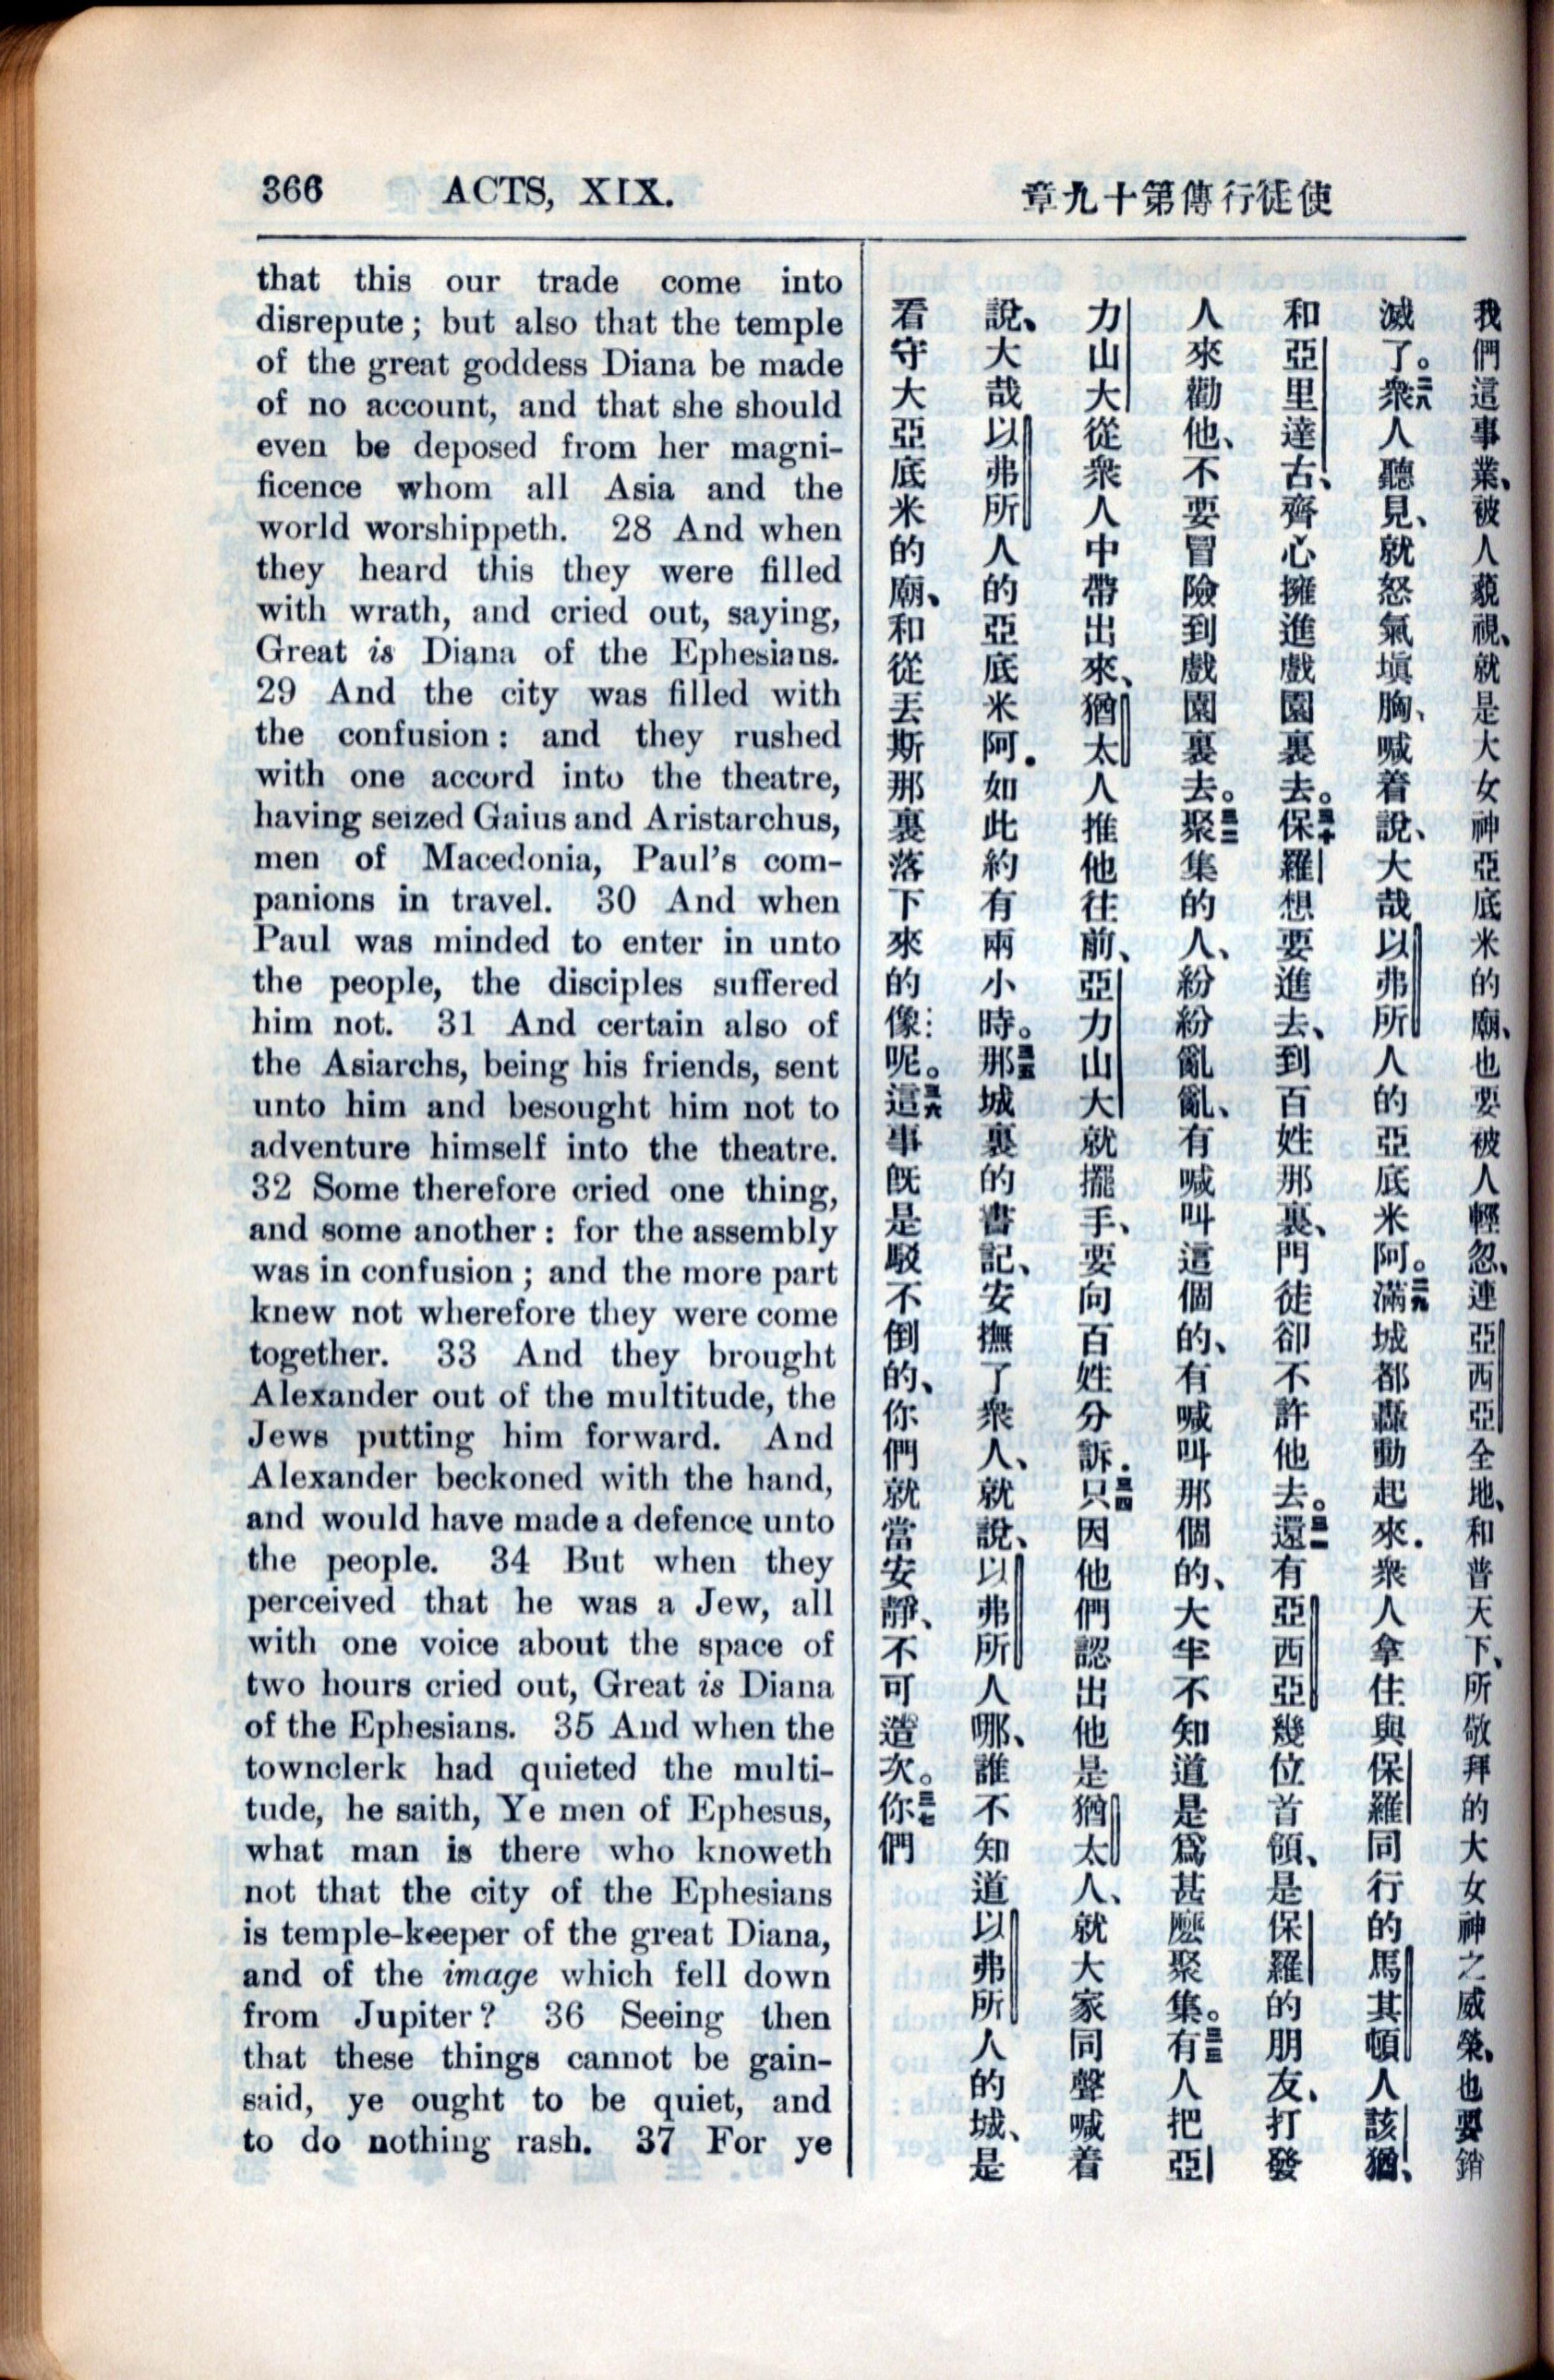 366 ACTS, XIX.
使徒行傳第十九章
that this our trade come into
disrepute; but also that the temple
of the great goddess Diana be made
of no account, and that she should
even be deposed from her magni-
ficence whom all Asia and the
world worshippeth. 28 And when
they heard this they were filled
with wrath, and cried out, saying,
Great is Diana of the Ephesians.
29 And the city was filled with
the confusion: and they rushed
with one accord into the theatre,
having seized Gaius and Aristarchus,
men of Macedonia, Paul's com-
panions in travel. 30 And when
Paul was minded to enter in unto
the people, the disciples suffered
him not. 31 And certain also of
the Asiarchs, being his friends, sent
unto him and besought him not to
adventure himself into the theatre.
32 Some therefore cried one thing,
and some another: for the assembly
was in confusion; and the more part
knew not wherefore they were come
together. 33 And they brought
Alexander out of the multitude, the
Jews putting him forward. And
Alexander beckoned with the hand,
and would have made a defence unto
the people. 34 But when they
perceived that he was a Jew, all
with one voice about the space of
two hours cried out, Great is Diana
of the Ephesians. 35 And when the
townclerk had quieted the multi-
tude, he saith, Ye men of Ephesus,
what man is there who knoweth
not that the city of the Ephesians
is temple-keeper of the great Diana,
and of the image which fell down
from Jupiter? 36 Seeing then
that these things cannot be gain-
said, ye ought to be quiet, and
to do nothing rash. 37 For ye
我們這事業、被人藐視、就是大女神亞底米的廟、也要被人輕忽、連亞西亞全地、和普天下、所敬拜的大女神之威榮、也要銷
滅了。二八衆人聽見、就怒氣塡胸、喊着說、大哉以弗所人的亞底米阿。二九滿城都轟動起來．衆人拿住與保羅同行的馬其頓人該猶、
和亞里達古、齊心擁進戲園裏去。三十保羅想要進去、到百姓那裏、門徒卻不許他去。三一還有亞西亞幾位首領、是保羅的朋友、打發
人來勸他、不要冒險到戲園裏去。三二聚集的人、紛紛亂亂、有喊叫這個的、有喊叫那個的、大半不知道是爲甚麼聚集。三三有人把亞
力山大從衆人中帶出來、猶太人推他往前、亞力山大就擺手、要向百姓分訴．三四只因他們認出他是猶太人、就大家同聲喊着
說、大哉以弗所人的亞底米阿．如此約有兩小時。三五那城裏的書記、安撫了衆人、就說、以弗所人哪、誰不知道以弗所人的城、是
看守大亞底米的廟、和從丟斯那裏落下來的像呢。三六這事旣是駁不倒的、你們就當安靜、不可造次。三七你們